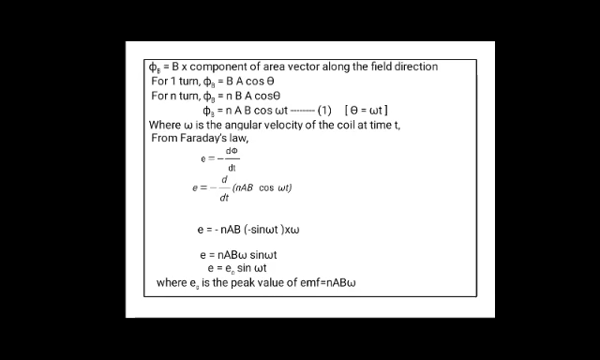 ϕB = B x component of area vector along the field direction
For 1 turn, ϕB = B A cos Θ
For n turn, ϕB = n B A cosΘ
ϕB = n A B cos ωt -------- (1) [ Θ = ωt ]
Where ω is the angular velocity of the coil at time t,
From Faraday's law,
e = - dΦ/dt
e = - d/dt (nAB cos ωt)
e = - nAB (-sinωt )xω
e = nABω sinωt
e = e₀ sin ωt
where e₀ is the peak value of emf=nABω